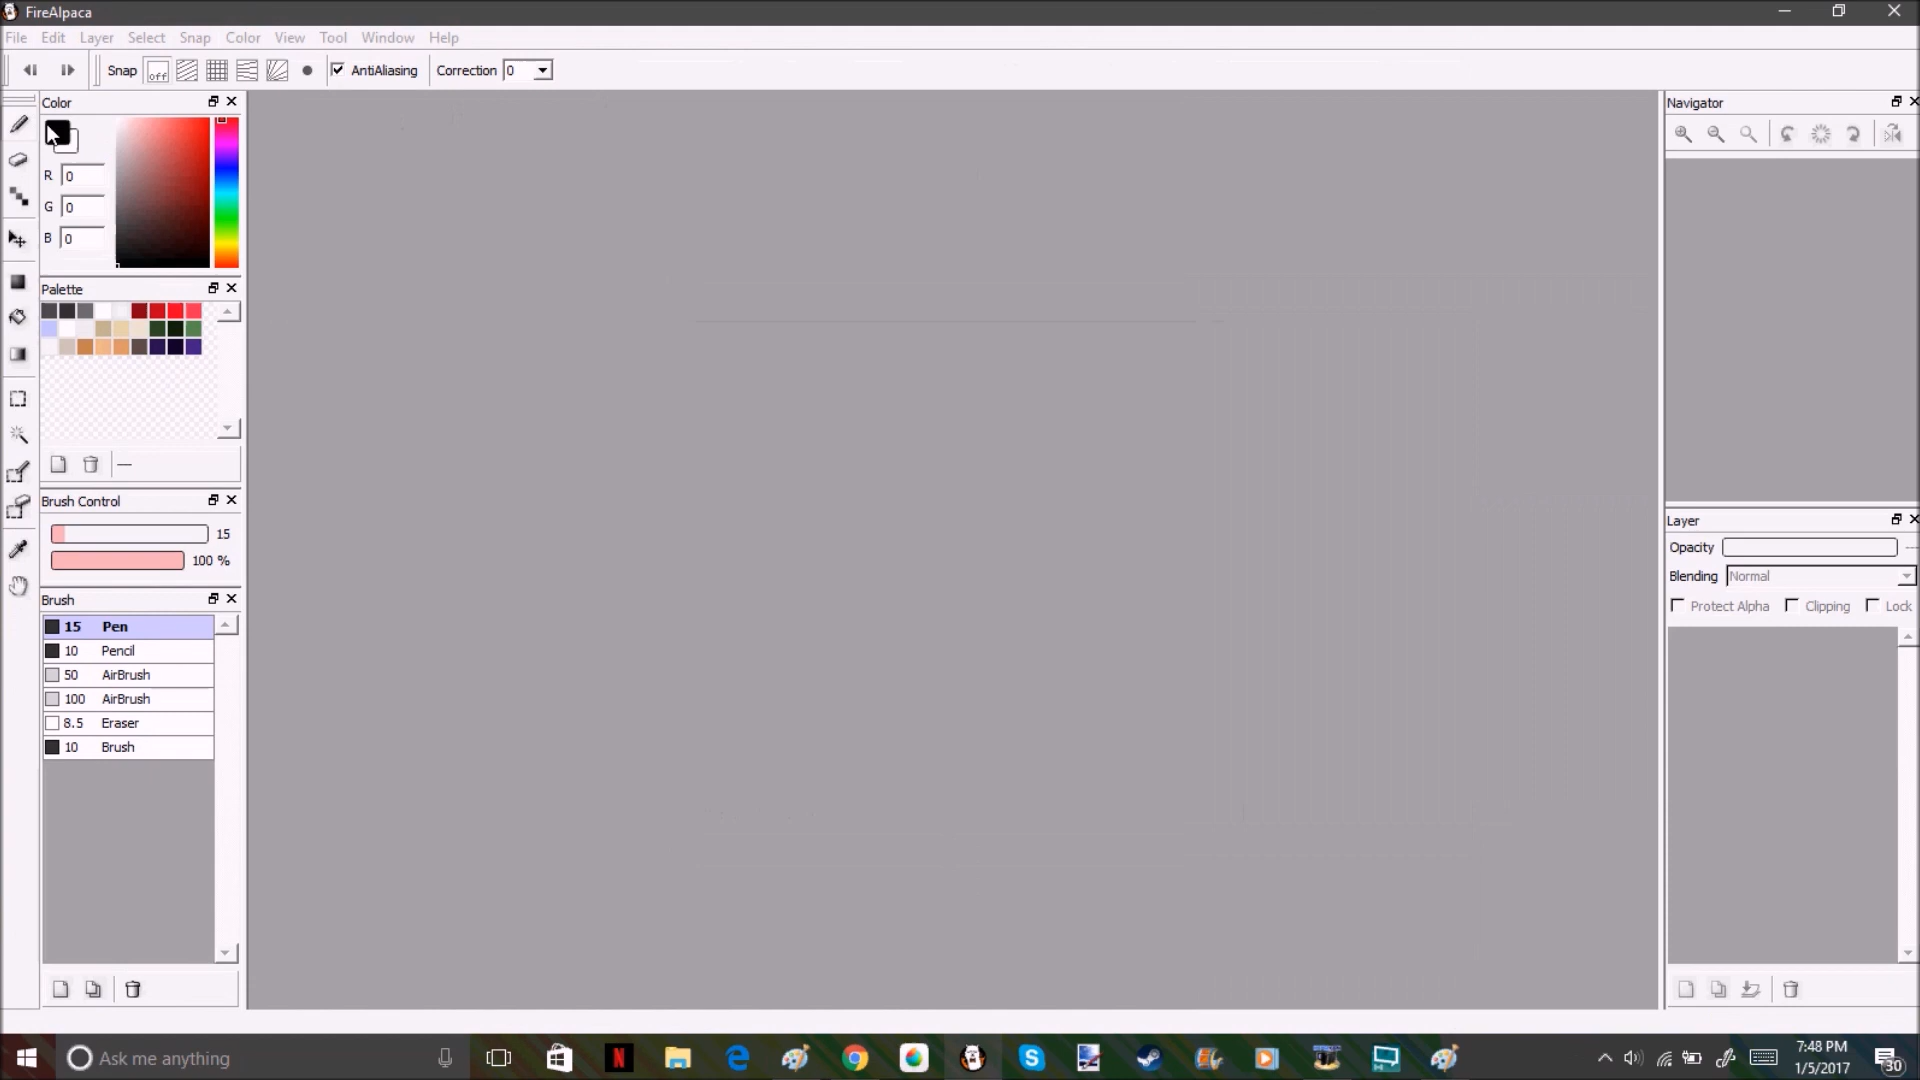 FireAlpaca
File Edit Layer Select Snap Color View Tool Window Help
Snap off AntiAliasing Correction 0
Color
R 0
G 0
B 0
Palette
Brush Control
15
100 %
Brush
15 Pen
10 Pencil
50 AirBrush
100 AirBrush
8.5 Eraser
10 Brush
Navigator
Layer
Opacity
Blending Normal
Protect Alpha Clipping Lock
Ask me anything
7:48 PM
1/5/2017
30